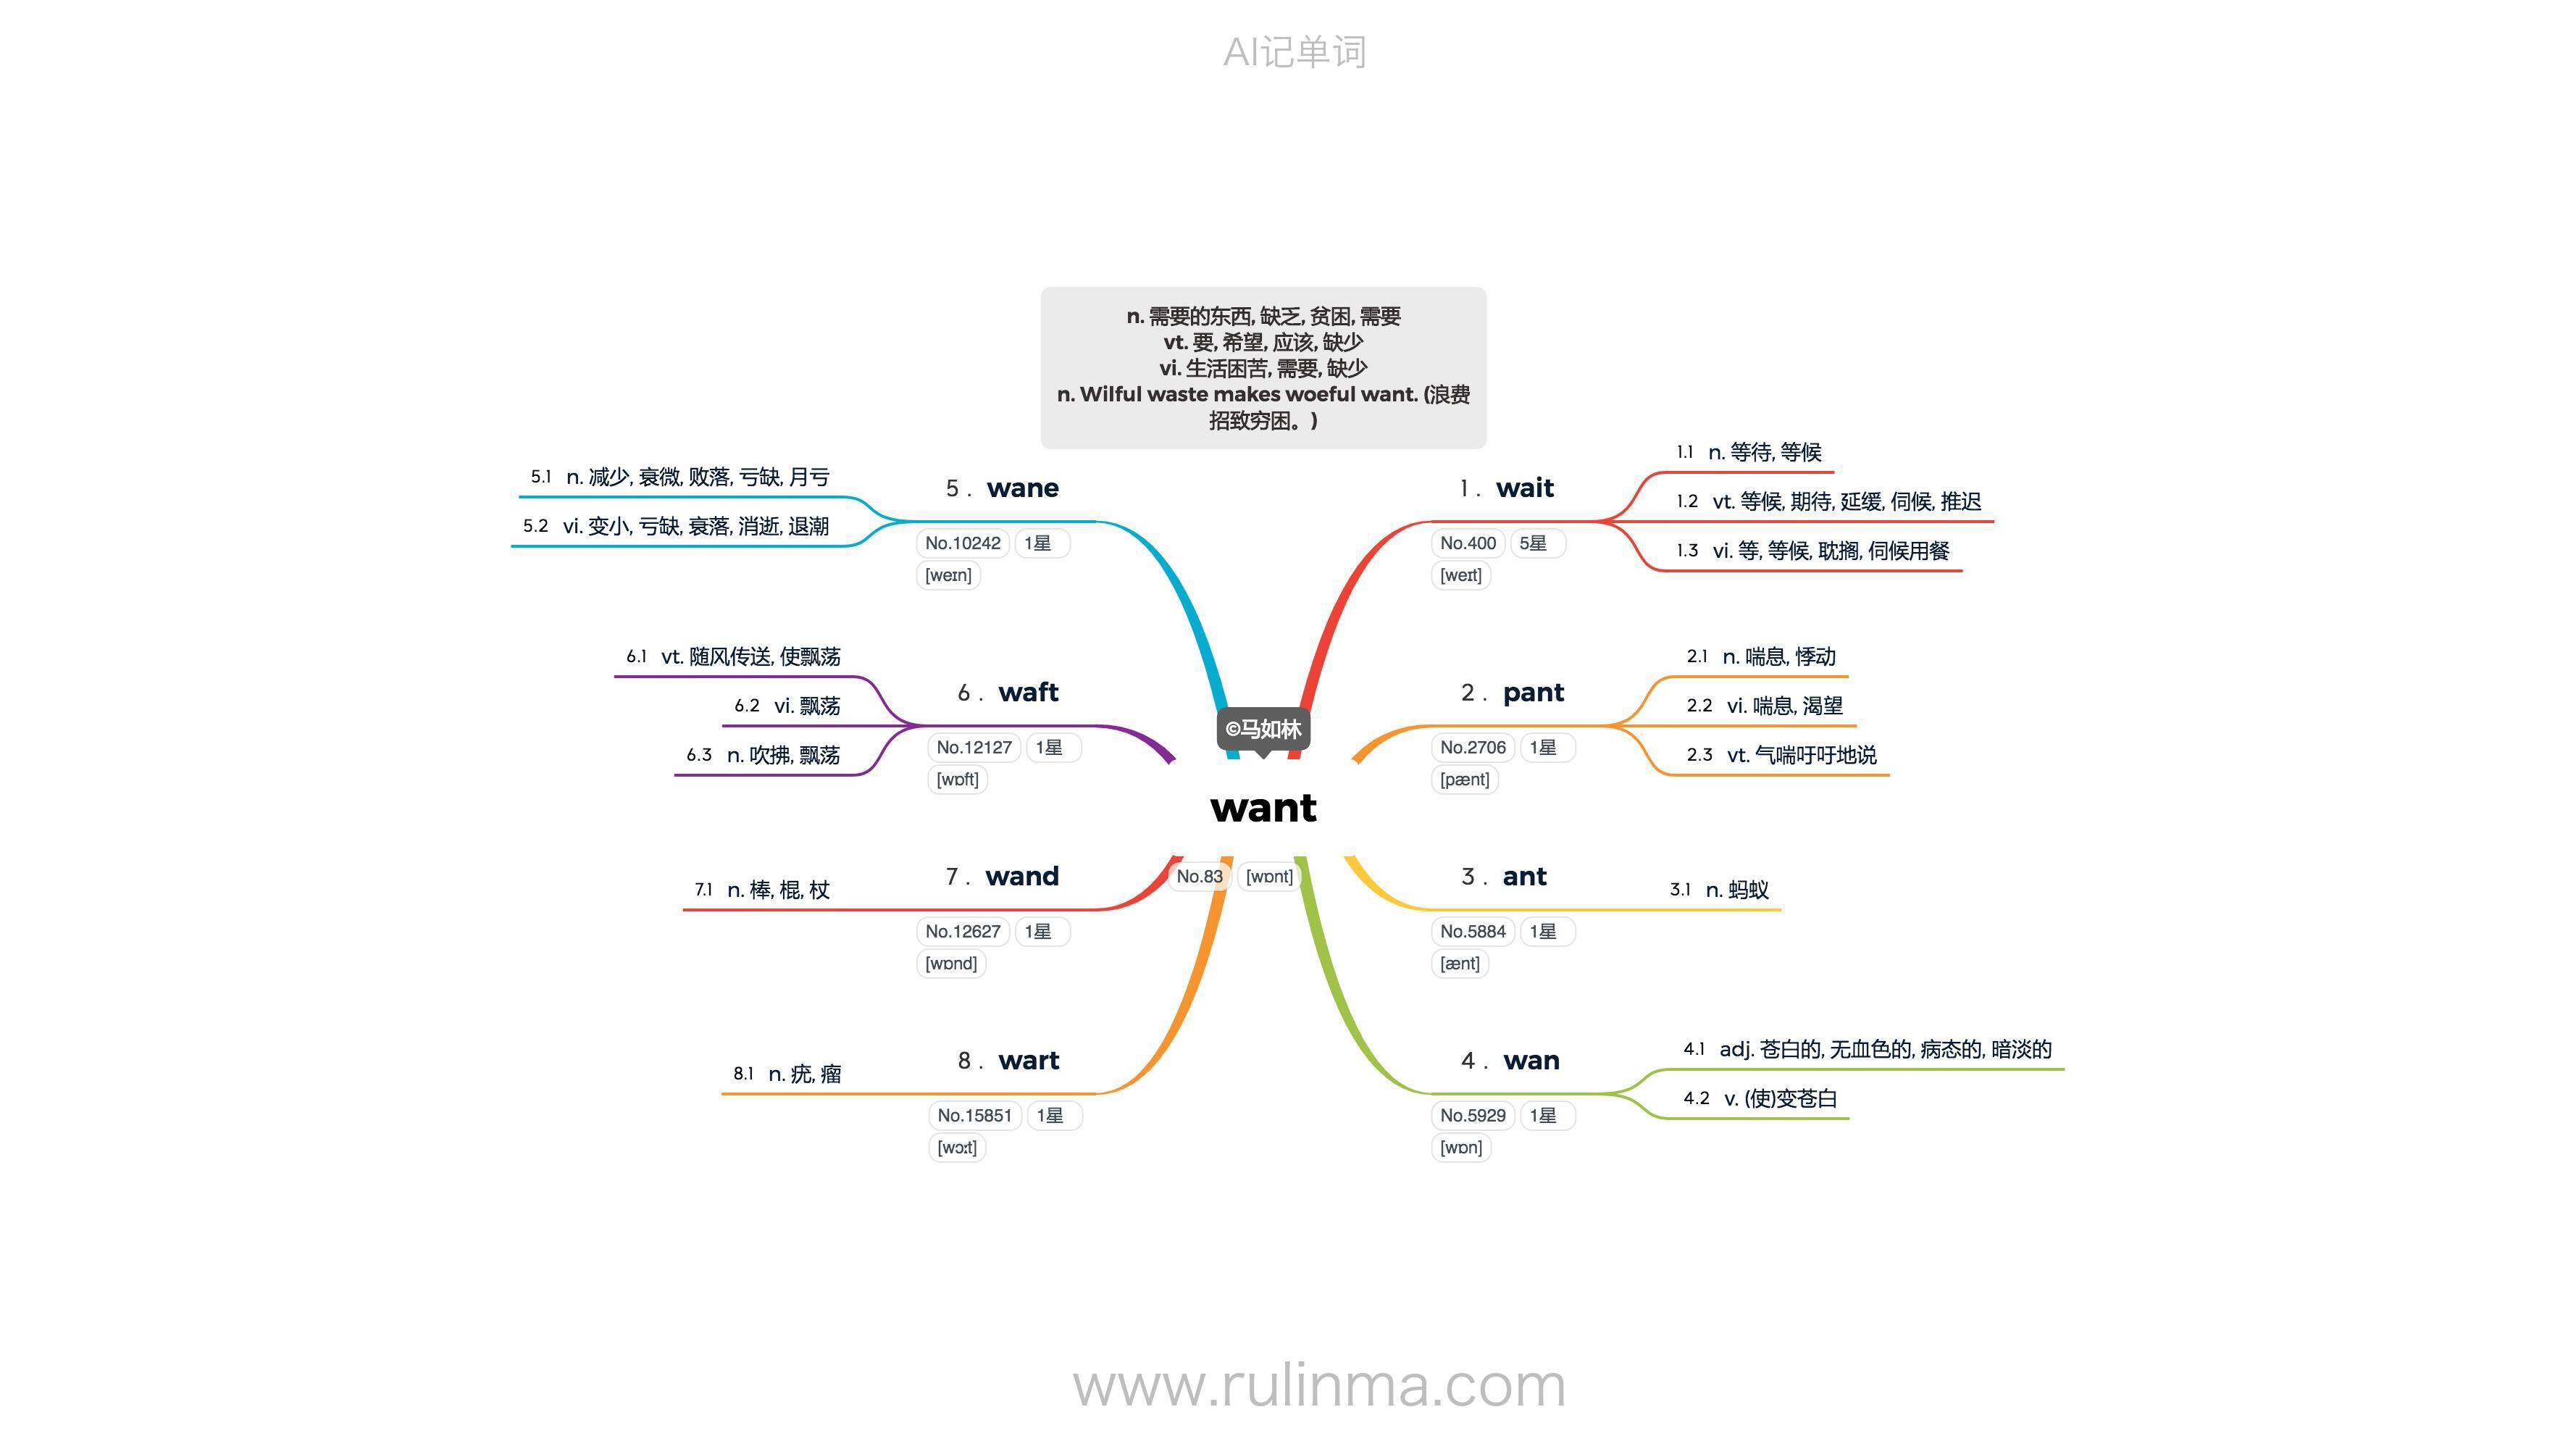 AI记单词
n. 需要的东西, 缺乏, 贫困, 需要
vt. 要, 希望, 应该, 缺少
vi. 生活困苦, 需要, 缺少
n. Wilful waste makes woeful want. (浪费
招致穷困。)
©马如林
want
No.83 [wɒnt]
1 . wait
No.400 5星
[weɪt]
1.1 n. 等待, 等候
1.2 vt. 等候, 期待, 延缓, 伺候, 推迟
1.3 vi. 等, 等候, 耽搁, 伺候用餐
2 . pant
No.2706 1星
[pænt]
2.1 n. 喘息, 悸动
2.2 vi. 喘息, 渴望
2.3 vt. 气喘吁吁地说
3 . ant
No.5884 1星
[ænt]
3.1 n. 蚂蚁
4 . wan
No.5929 1星
[wɒn]
4.1 adj. 苍白的, 无血色的, 病态的, 暗淡的
4.2 v. (使)变苍白
5 . wane
No.10242 1星
[weɪn]
5.1 n. 减少, 衰微, 败落, 亏缺, 月亏
5.2 vi. 变小, 亏缺, 衰落, 消逝, 退潮
6 . waft
No.12127 1星
[wɒft]
6.1 vt. 随风传送, 使飘荡
6.2 vi. 飘荡
6.3 n. 吹拂, 飘荡
7 . wand
No.12627 1星
[wɒnd]
7.1 n. 棒, 棍, 杖
8 . wart
No.15851 1星
[wɔːt]
8.1 n. 疣, 瘤
www.rulinma.com